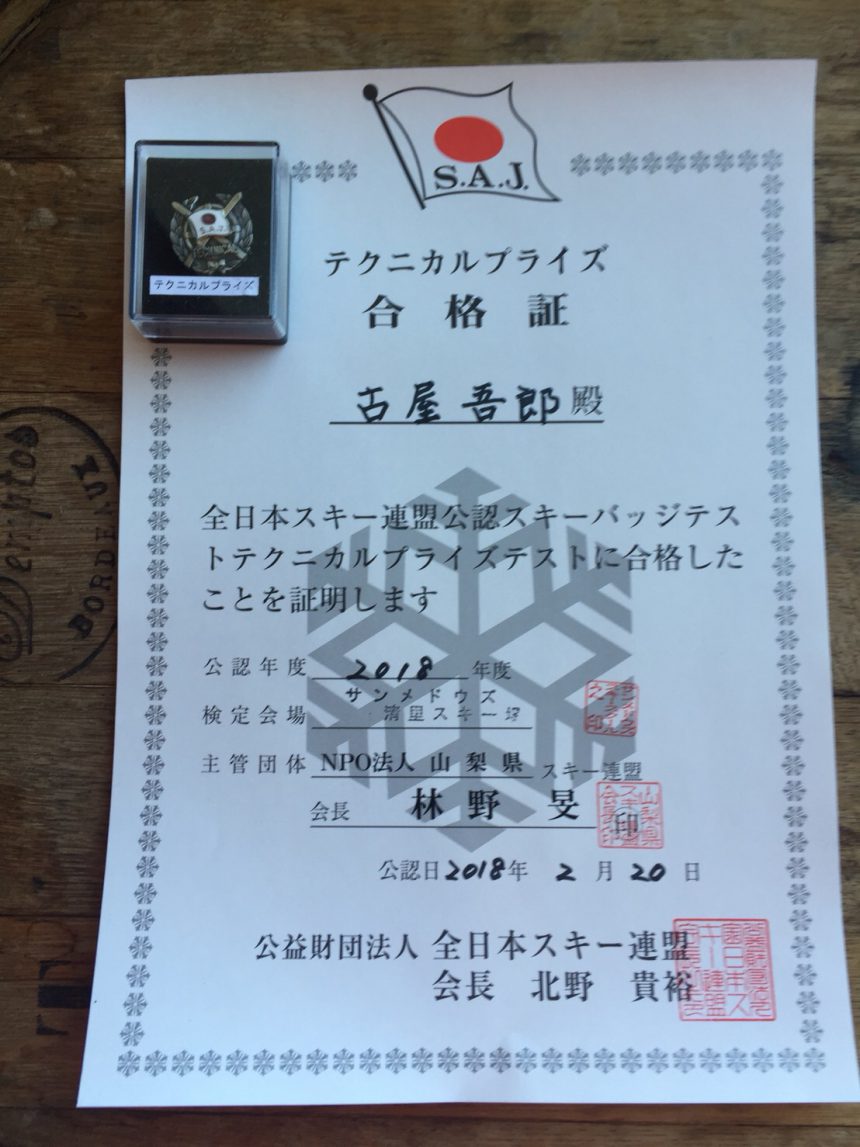 S.A.J.
S.A.J.
テクニカルプライズ
テクニカルプライズ
合格証
古屋吾郎殿
全日本スキー連盟公認スキーバッジテス
トテクニカルプライズテストに合格した
ことを証明します
公認年度 2018 年度
検定会場 サンメドウズ
清里スキー場
主管団体 NPO法人 山梨県 スキー連盟
会長 林野 旻 印
公認日2018年 2 月 20 日
公益財団法人 全日本スキー連盟
会長 北野 貴裕
BORDEAUX